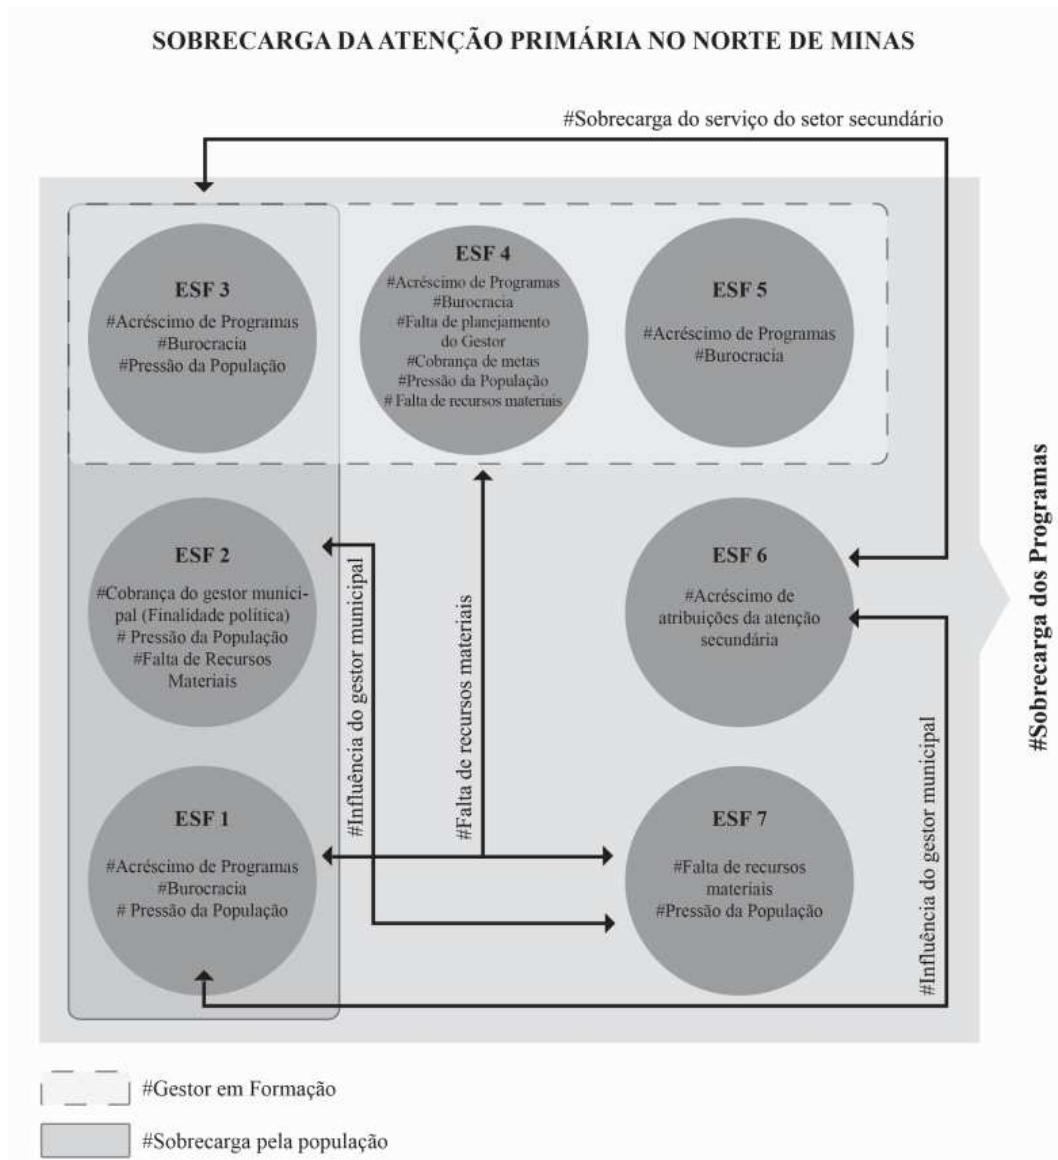 SOBRECARGA DA ATENÇÃO PRIMÁRIA NO NORTE DE MINAS
#Sobrecarga do serviço do setor secundário
ESF 3
#Acréscimo de Programas
#Burocracia
#Pressão da População
ESF 4
#Acréscimo de Programas
#Burocracia
#Falta de planejamento
do Gestor
#Cobrança de metas
#Pressão da População
# Falta de recursos materiais
ESF 5
#Acréscimo de Programas
#Burocracia
ESF 2
#Cobrança do gestor munici-
pal (Finalidade política)
# Pressão da População
#Falta de Recursos
Materiais
#Influência do gestor municipal
#Falta de recursos materiais
ESF 6
#Acréscimo de
atribuições da atenção
secundária
#Sobrecarga dos Programas
ESF 1
#Acréscimo de Programas
#Burocracia
# Pressão da População
ESF 7
#Falta de recursos
materiais
#Pressão da População
#Influência do gestor municipal
#Gestor em Formação
#Sobrecarga pela população